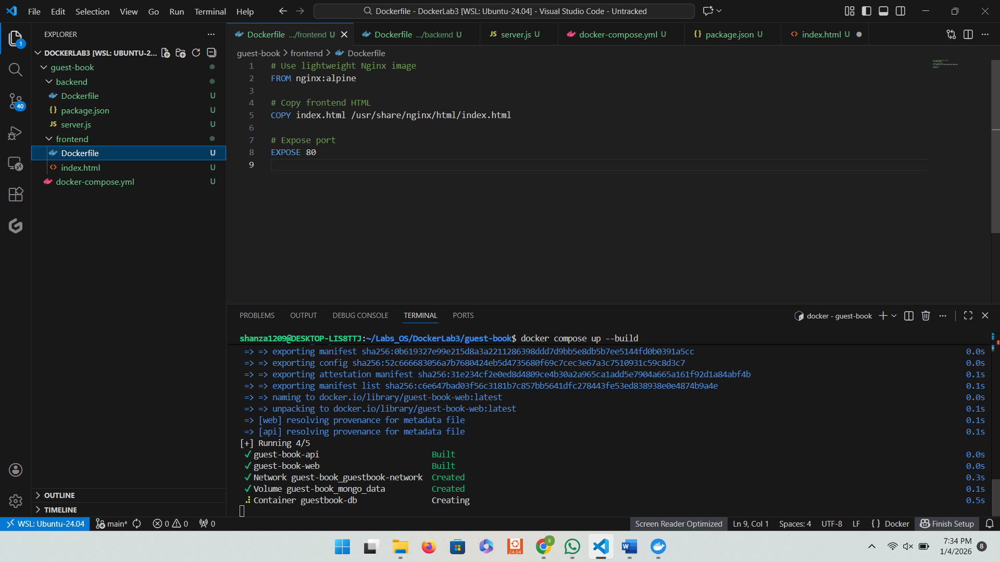 File Edit Selection View Go Run Terminal Help
Dockerfile - DockerLab3 [WSL: Ubuntu-24.04] - Visual Studio Code - Untracked
EXPLORER
DOCKERLAB3 [WSL: UBUNTU-2...
guest-book
backend
Dockerfile U
package.json U
server.js U
frontend
Dockerfile U
index.html U
docker-compose.yml U
OUTLINE
TIMELINE
1
40
Dockerfile .../frontend U
Dockerfile .../backend U
JS server.js U
docker-compose.yml U
{} package.json U
<> index.html U
guest-book > frontend > Dockerfile
1 # Use lightweight Nginx image
2 FROM nginx:alpine
3
4 # Copy frontend HTML
5 COPY index.html /usr/share/nginx/html/index.html
6
7 # Expose port
8 EXPOSE 80
9
PROBLEMS OUTPUT DEBUG CONSOLE TERMINAL PORTS
docker - guest-book
shanza1209@DESKTOP-LIS8TTJ:~/Labs_OS/DockerLab3/guest-book$ docker compose up --build
=> => exporting manifest sha256:0b619327e99e215d8a3a2211286398ddd7d9bb5e8db5b7ee5144fd0b0391a5cc 0.0s
=> => exporting config sha256:52c666683056a7b7680424eb5d4735680f69c7cec3e67a3c7510931c59c8d3c7 0.0s
=> => exporting attestation manifest sha256:31e234cf2e0ed8d4809ce4b30a2a965ca1add5e7904a665a161f92d1a84abf4b 0.1s
=> => exporting manifest list sha256:c6e647bad03f56c3181b7c857bb5641dfc278443fe53ed838938e0e4874b9a4e 0.1s
=> => naming to docker.io/library/guest-book-web:latest 0.0s
=> => unpacking to docker.io/library/guest-book-web:latest 0.1s
=> [web] resolving provenance for metadata file 0.1s
=> [api] resolving provenance for metadata file 0.1s
[+] Running 4/5
✔ guest-book-api Built 0.0s
✔ guest-book-web Built 0.0s
✔ Network guest-book_guestbook-network Created 0.3s
✔ Volume guest-book_mongo_data Created 0.1s
Container guestbook-db Creating 0.5s
WSL: Ubuntu-24.04 main* 0 0 0
Screen Reader Optimized Ln 9, Col 1 Spaces: 4 UTF-8 LF {} Docker Finish Setup
24.04
7:34 PM
1/4/2026
8